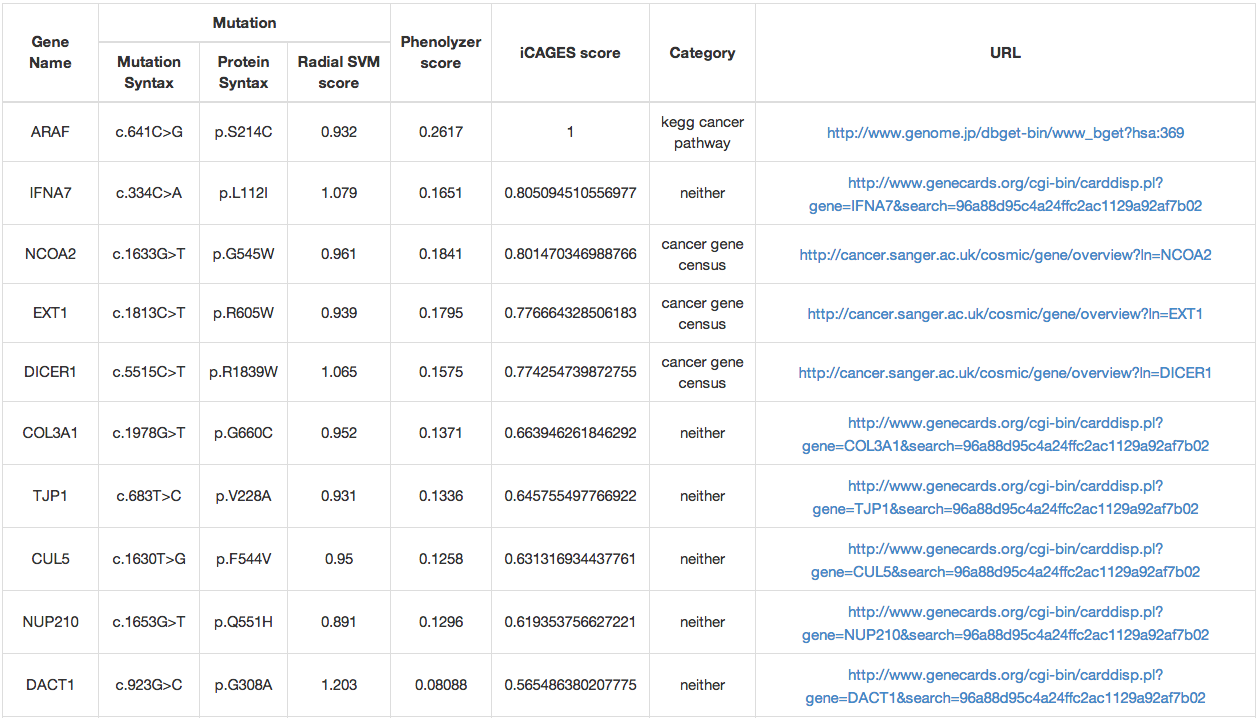 Gene Name
Mutation
Mutation Syntax
Protein Syntax
Radial SVM score
Phenolyzer score
iCAGES score
Category
URL
ARAF c.641C>G p.S214C 0.932 0.2617 1 kegg cancer pathway http://www.genome.jp/dbget-bin/www_bget?hsa:369
IFNA7 c.334C>A p.L112I 1.079 0.1651 0.805094510556977 neither http://www.genecards.org/cgi-bin/carddisp.pl?
gene=IFNA7&search=96a88d95c4a24ffc2ac1129a92af7b02
NCOA2 c.1633G>T p.G545W 0.961 0.1841 0.801470346988766 cancer gene census http://cancer.sanger.ac.uk/cosmic/gene/overview?ln=NCOA2
EXT1 c.1813C>T p.R605W 0.939 0.1795 0.776664328506183 cancer gene census http://cancer.sanger.ac.uk/cosmic/gene/overview?ln=EXT1
DICER1 c.5515C>T p.R1839W 1.065 0.1575 0.774254739872755 cancer gene census http://cancer.sanger.ac.uk/cosmic/gene/overview?ln=DICER1
COL3A1 c.1978G>T p.G660C 0.952 0.1371 0.663946261846292 neither http://www.genecards.org/cgi-bin/carddisp.pl?
gene=COL3A1&search=96a88d95c4a24ffc2ac1129a92af7b02
TJP1 c.683T>C p.V228A 0.931 0.1336 0.645755497766922 neither http://www.genecards.org/cgi-bin/carddisp.pl?
gene=TJP1&search=96a88d95c4a24ffc2ac1129a92af7b02
CUL5 c.1630T>G p.F544V 0.95 0.1258 0.631316934437761 neither http://www.genecards.org/cgi-bin/carddisp.pl?
gene=CUL5&search=96a88d95c4a24ffc2ac1129a92af7b02
NUP210 c.1653G>T p.Q551H 0.891 0.1296 0.619353756627221 neither http://www.genecards.org/cgi-bin/carddisp.pl?
gene=NUP210&search=96a88d95c4a24ffc2ac1129a92af7b02
DACT1 c.923G>C p.G308A 1.203 0.08088 0.565486380207775 neither http://www.genecards.org/cgi-bin/carddisp.pl?
gene=DACT1&search=96a88d95c4a24ffc2ac1129a92af7b02